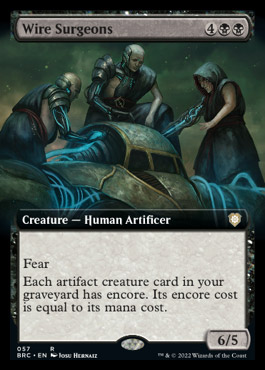 Wire Surgeons 4
Creature — Human Artificer
Fear
Each artifact creature card in your
graveyard has encore. Its encore cost
is equal to its mana cost.
6/5
057 R
BRC • EN Josu Hernaiz
™ & © 2022 Wizards of the Coast